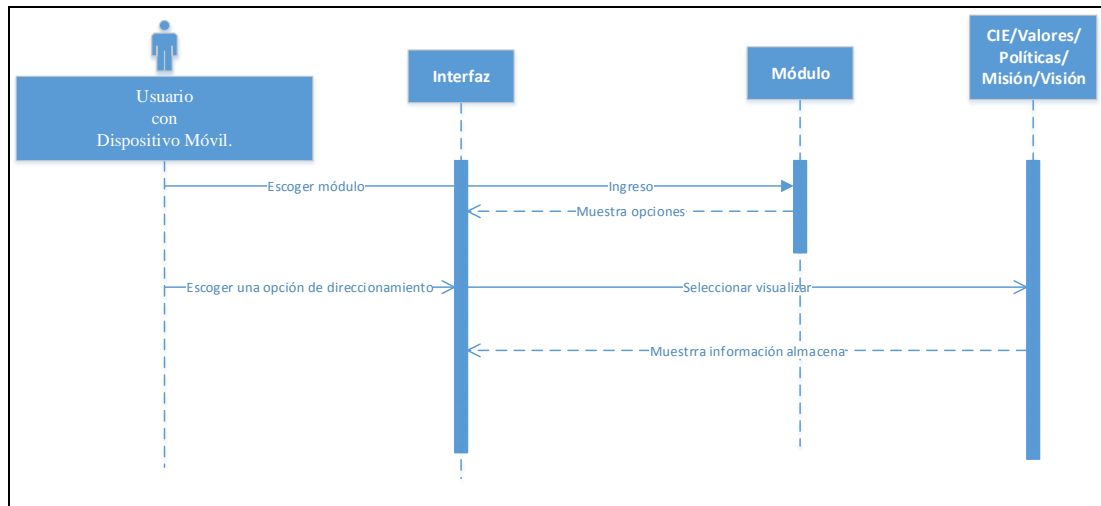 Usuario
con
Dispositivo Móvil.
Interfaz
Módulo
CIE/Valores/
Políticas/
Misión/Visión
Escoger módulo
Ingreso
Muestra opciones
Escoger una opción de direccionamiento
Seleccionar visualizar
Muestrra información almacena